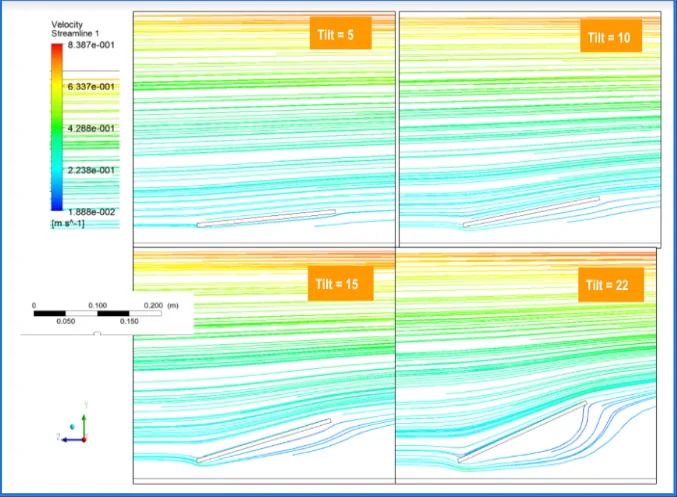 Velocity
Streamline 1
8.387e-001
6.337e-001
4.288e-001
2.238e-001
1.888e-002
[m s^-1]
Tilt = 5
Tilt = 10
Tilt = 15
Tilt = 22
0 0.100 0.200 (m)
0.050 0.150
Y
Z